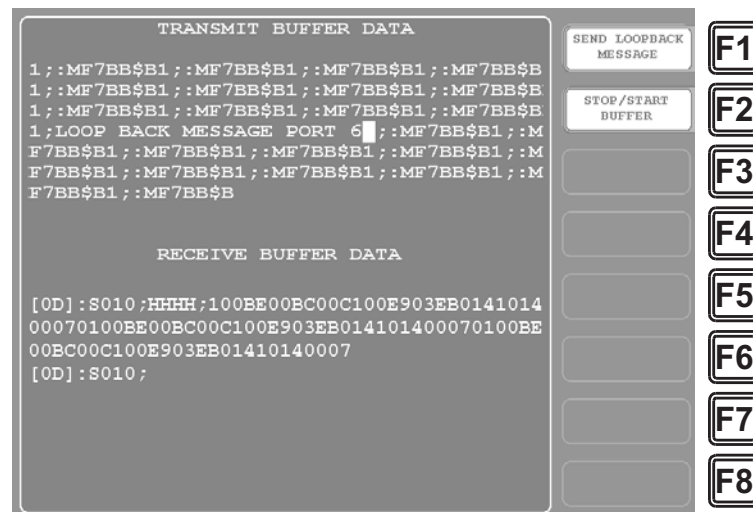 TRANSMIT BUFFER DATA
1;:MF7BB$B1;:MF7BB$B1;:MF7BB$B1;:MF7BB$B
1;:MF7BB$B1;:MF7BB$B1;:MF7BB$B1;:MF7BB$B
1;:MF7BB$B1;:MF7BB$B1;:MF7BB$B1;:MF7BB$B
1;LOOP BACK MESSAGE PORT 6 ;:MF7BB$B1;:M
F7BB$B1;:MF7BB$B1;:MF7BB$B1;:MF7BB$B1;:M
F7BB$B1;:MF7BB$B1;:MF7BB$B1;:MF7BB$B1;:M
F7BB$B1;:MF7BB$B
RECEIVE BUFFER DATA
[0D]:S010;HHHH;100BE00BC00C100E903EB0141014
00070100BE00BC00C100E903EB014101400070100BE
00BC00C100E903EB01410140007
[0D]:S010;
SEND LOOPBACK
MESSAGE
STOP/START
BUFFER
F1
F2
F3
F4
F5
F6
F7
F8